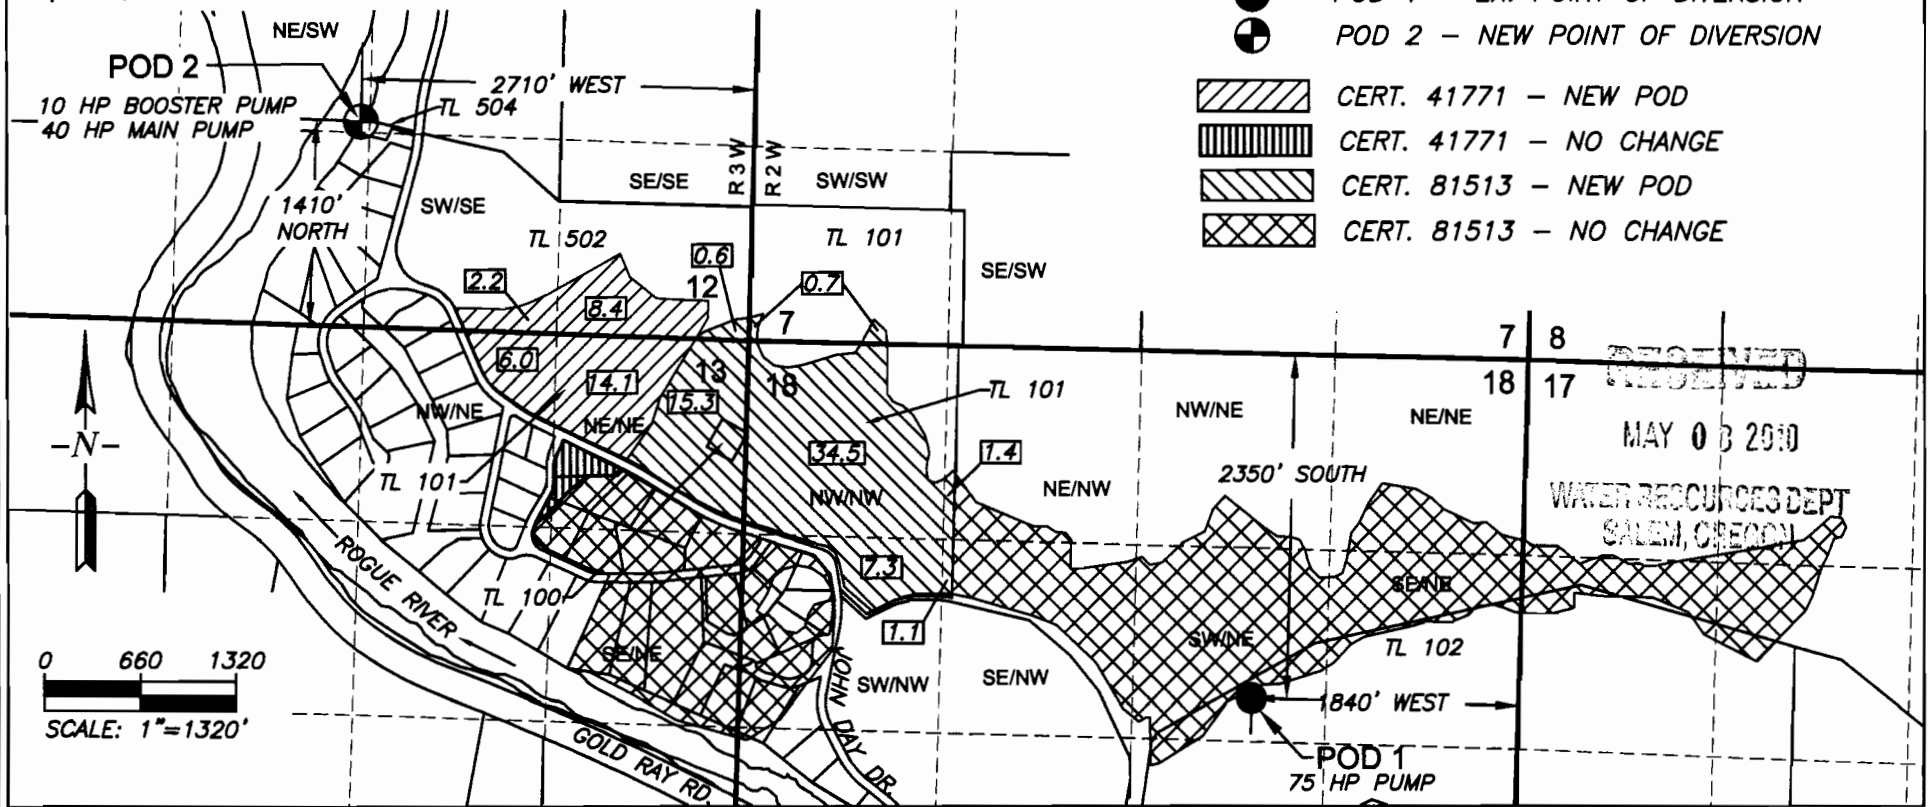 POD 2 – NEW POINT OF DIVERSION
CERT. 41771 – NEW POD
CERT. 41771 – NO CHANGE
CERT. 81513 – NEW POD
CERT. 81513 – NO CHANGE
NE/SW
POD 2
10 HP BOOSTER PUMP
40 HP MAIN PUMP
2710' WEST
TL 504
1410'
NORTH
SW/SE
SE/SE
R 3 W
R 2 W
SW/SW
TL 502
TL 101
SE/SW
2.2
8.4
0.6
12
0.7
7
7
8
6.0
14.1
13
18
18
17
15.3
NW/NE
NE/NE
TL 101
34.5
NW/NW
1.4
NE/NW
NW/NE
NE/NE
2350' SOUTH
RECEIVED
MAY 03 2010
WATER RESOURCES DEPT
SALEM, OREGON
-N-
TL 101
ROGUE RIVER
TL 100
7.3
1.1
SE/NE
SW/NE
SE/NE
TL 102
SW/NW
SE/NW
1840' WEST
JOHN DAY DR.
GOLD RAY RD.
POD 1
75 HP PUMP
0 660 1320
SCALE: 1"=1320'